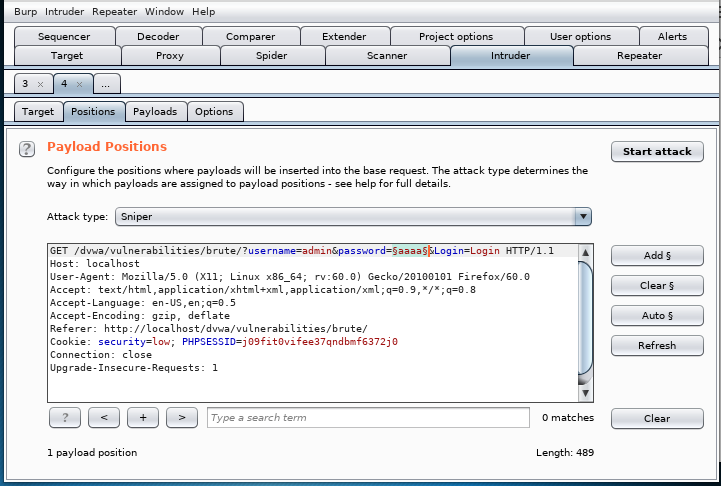 Burp Intruder Repeater Window Help
Sequencer Decoder Comparer Extender Project options User options Alerts
Target Proxy Spider Scanner Intruder Repeater
3 × 4 × ...
Target Positions Payloads Options
? Payload Positions Start attack
Configure the positions where payloads will be inserted into the base request. The attack type determines the
way in which payloads are assigned to payload positions - see help for full details.
Attack type: Sniper
GET /dvwa/vulnerabilities/brute/?username=admin&password=§aaaa§&Login=Login HTTP/1.1
Host: localhost
User-Agent: Mozilla/5.0 (X11; Linux x86_64; rv:60.0) Gecko/20100101 Firefox/60.0
Accept: text/html,application/xhtml+xml,application/xml;q=0.9,*/*;q=0.8
Accept-Language: en-US,en;q=0.5
Accept-Encoding: gzip, deflate
Referer: http://localhost/dvwa/vulnerabilities/brute/
Cookie: security=low; PHPSESSID=j09fit0vifee37qndbmf6372j0
Connection: close
Upgrade-Insecure-Requests: 1
Add §
Clear §
Auto §
Refresh
? < + > Type a search term 0 matches Clear
1 payload position Length: 489